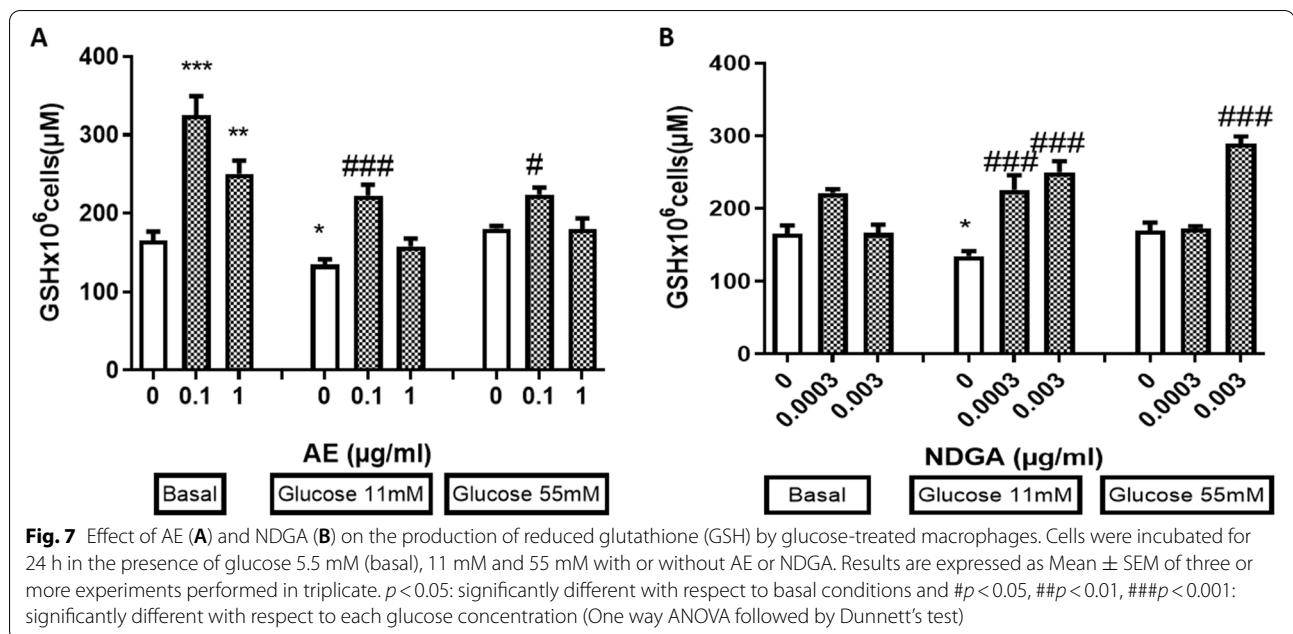 A
B
400
300
200
100
0
GSHx10⁶cells(µM)
***
**
*
###
#
0 0.1 1 0 0.1 1 0 0.1 1
AE (µg/ml)
Basal Glucose 11mM Glucose 55mM
400
300
200
100
0
GSHx10⁶cells(µM)
*
###
###
###
0 0.0003 0.003 0 0.0003 0.003 0 0.0003 0.003
NDGA (µg/ml)
Basal Glucose 11mM Glucose 55mM
Fig. 7 Effect of AE (A) and NDGA (B) on the production of reduced glutathione (GSH) by glucose-treated macrophages. Cells were incubated for
24 h in the presence of glucose 5.5 mM (basal), 11 mM and 55 mM with or without AE or NDGA. Results are expressed as Mean ± SEM of three or
more experiments performed in triplicate. p < 0.05: significantly different with respect to basal conditions and #p < 0.05, ##p < 0.01, ###p < 0.001:
significantly different with respect to each glucose concentration (One way ANOVA followed by Dunnett's test)